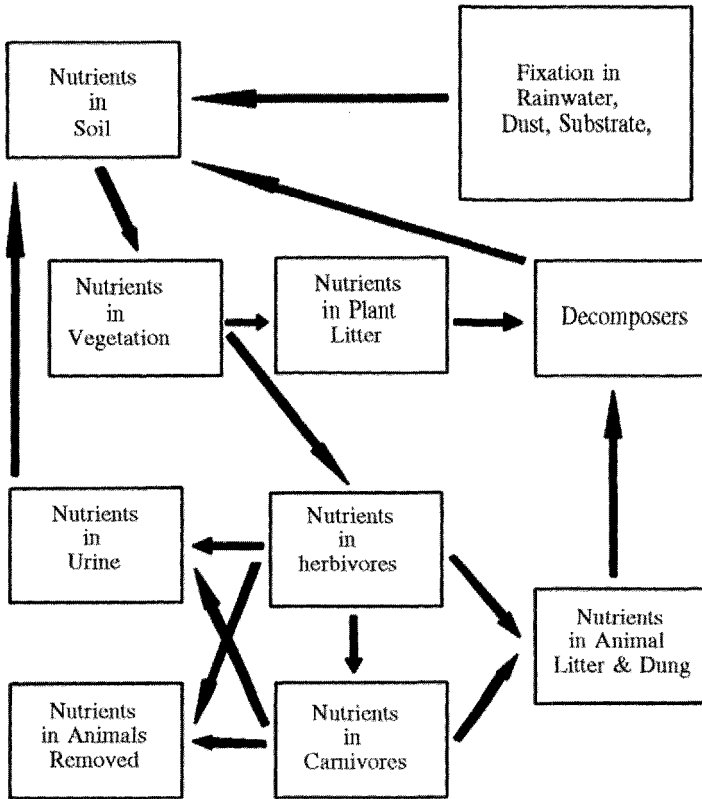 Nutrients
in
Soil
Fixation in
Rainwater,
Dust, Substrate,
Nutrients
in
Vegetation
Nutrients
in Plant
Litter
Decomposers
Nutrients
in
Urine
Nutrients
in
herbivores
Nutrients
in Animal
Litter & Dung
Nutrients
in Animals
Removed
Nutrients
in
Carnivores